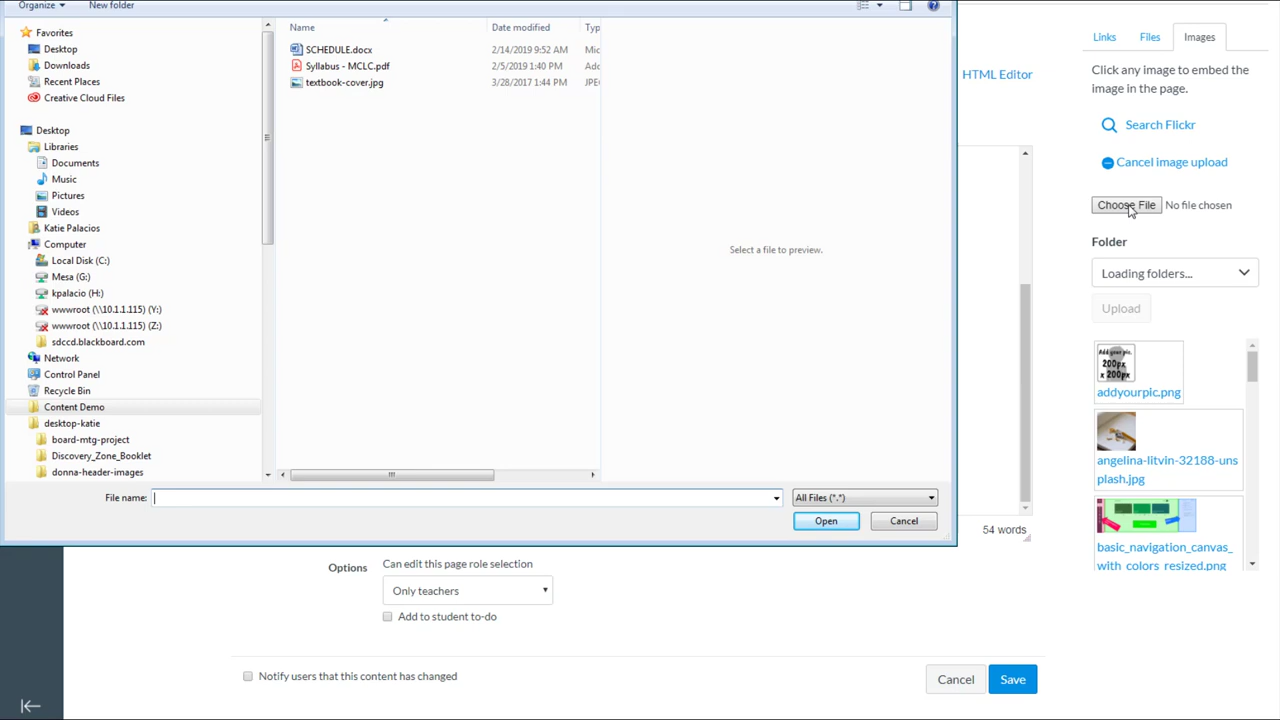 Organize
New folder
Name
Date modified
Typ
Favorites
Desktop
Downloads
Recent Places
Creative Cloud Files
Desktop
Libraries
Documents
Music
Pictures
Videos
Katie Palacios
Computer
Local Disk (C:)
Mesa (G:)
kpalacio (H:)
wwwroot (\\10.1.1.115) (Y:)
wwwroot (\\10.1.1.115) (Z:)
sdccd.blackboard.com
Network
Control Panel
Recycle Bin
Content Demo
desktop-katie
board-mtg-project
Discovery_Zone_Booklet
donna-header-images
SCHEDULE.docx 2/14/2019 9:52 AM Mic
Syllabus - MCLC.pdf 2/5/2019 1:40 PM Ado
textbook-cover.jpg 3/28/2017 1:44 PM JPE
Select a file to preview.
File name:
All Files (*.*)
Open
Cancel
HTML Editor
54 words
Options
Can edit this page role selection
Only teachers
Add to student to-do
Notify users that this content has changed
Cancel
Save
Links
Files
Images
Click any image to embed the
image in the page.
Search Flickr
Cancel image upload
Choose File No file chosen
Folder
Loading folders...
Upload
Add your pic.
200px
x 200px
addyourpic.png
angelina-litvin-32188-uns
plash.jpg
basic_navigation_canvas_
with_colors_resized.png